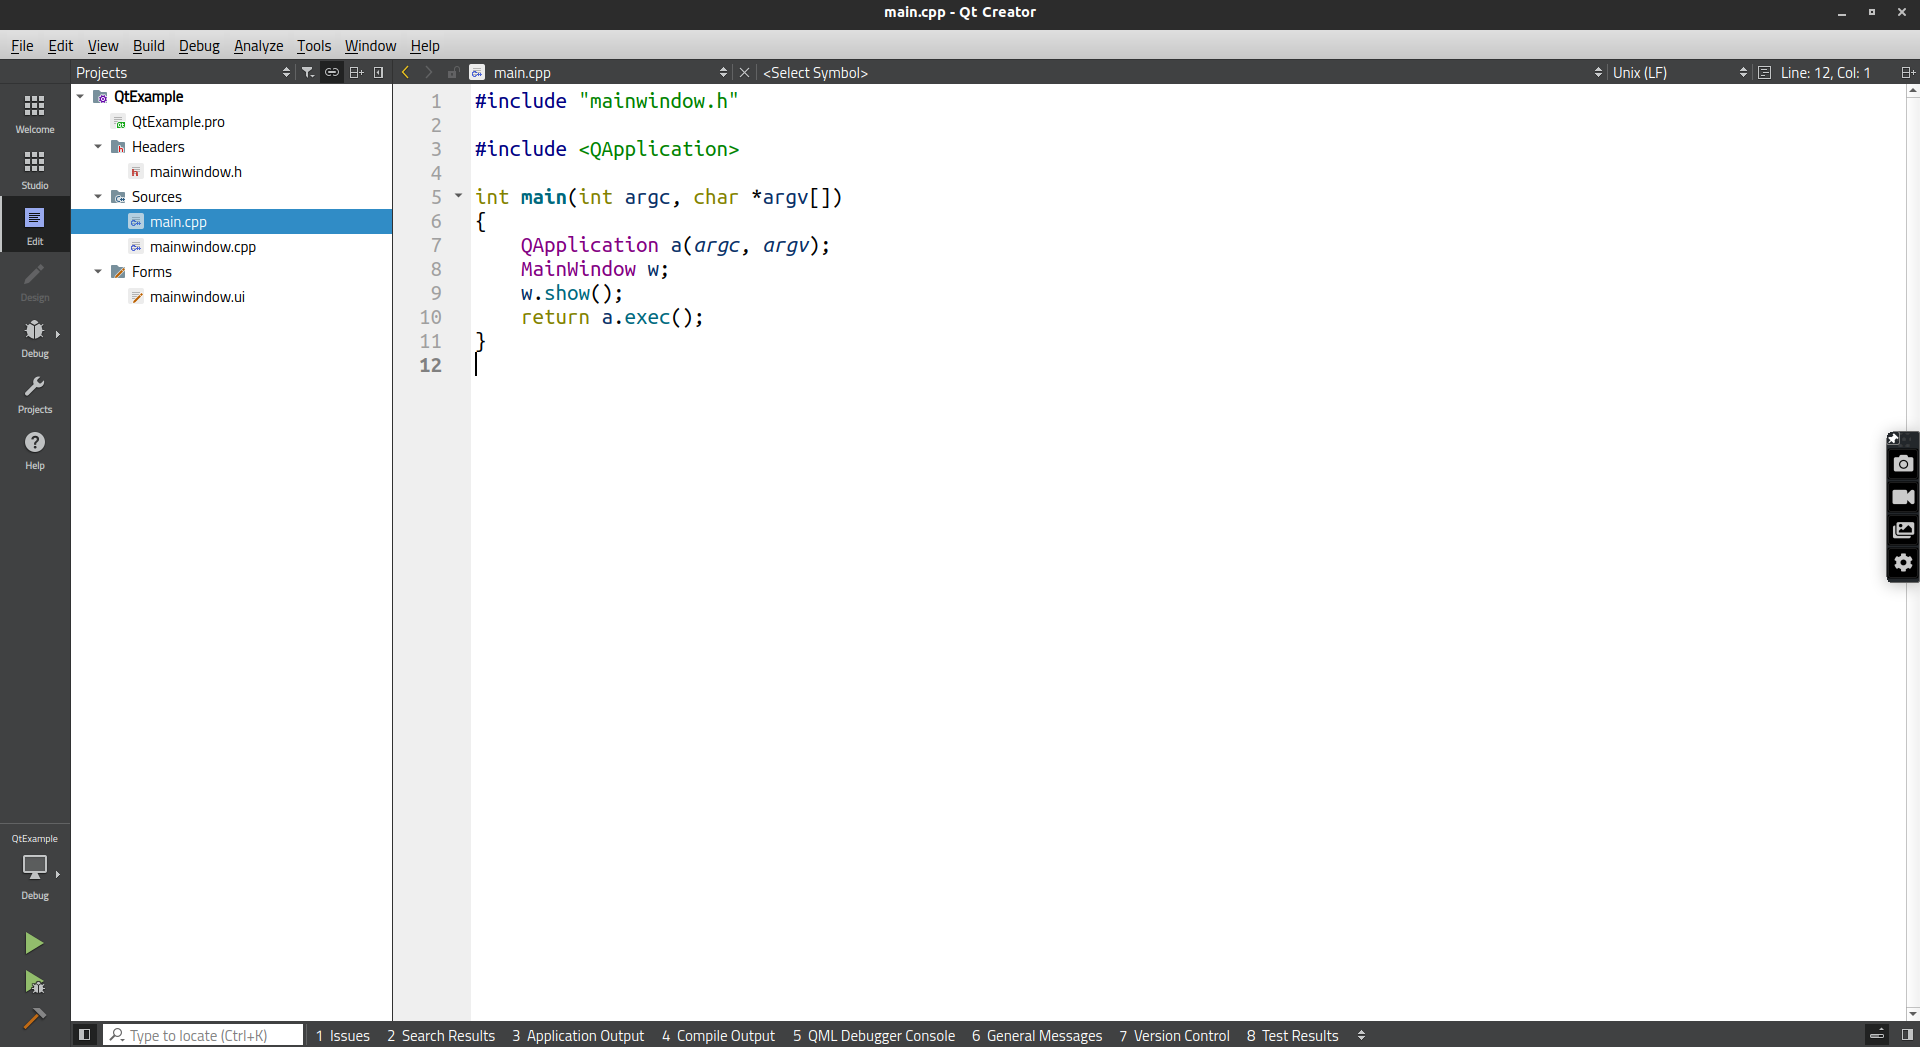 main.cpp - Qt Creator
File Edit View Build Debug Analyze Tools Window Help
Projects
main.cpp
<Select Symbol>
Unix (LF)
Line: 12, Col: 1
Welcome
Studio
Edit
Design
Debug
Projects
Help
QtExample
Debug
QtExample
QtExample.pro
Headers
mainwindow.h
Sources
main.cpp
mainwindow.cpp
Forms
mainwindow.ui
1 #include "mainwindow.h"
2
3 #include <QApplication>
4
5 int main(int argc, char *argv[])
6 {
7     QApplication a(argc, argv);
8     MainWindow w;
9     w.show();
10     return a.exec();
11 }
12
Type to locate (Ctrl+K)
1 Issues 2 Search Results 3 Application Output 4 Compile Output 5 QML Debugger Console 6 General Messages 7 Version Control 8 Test Results